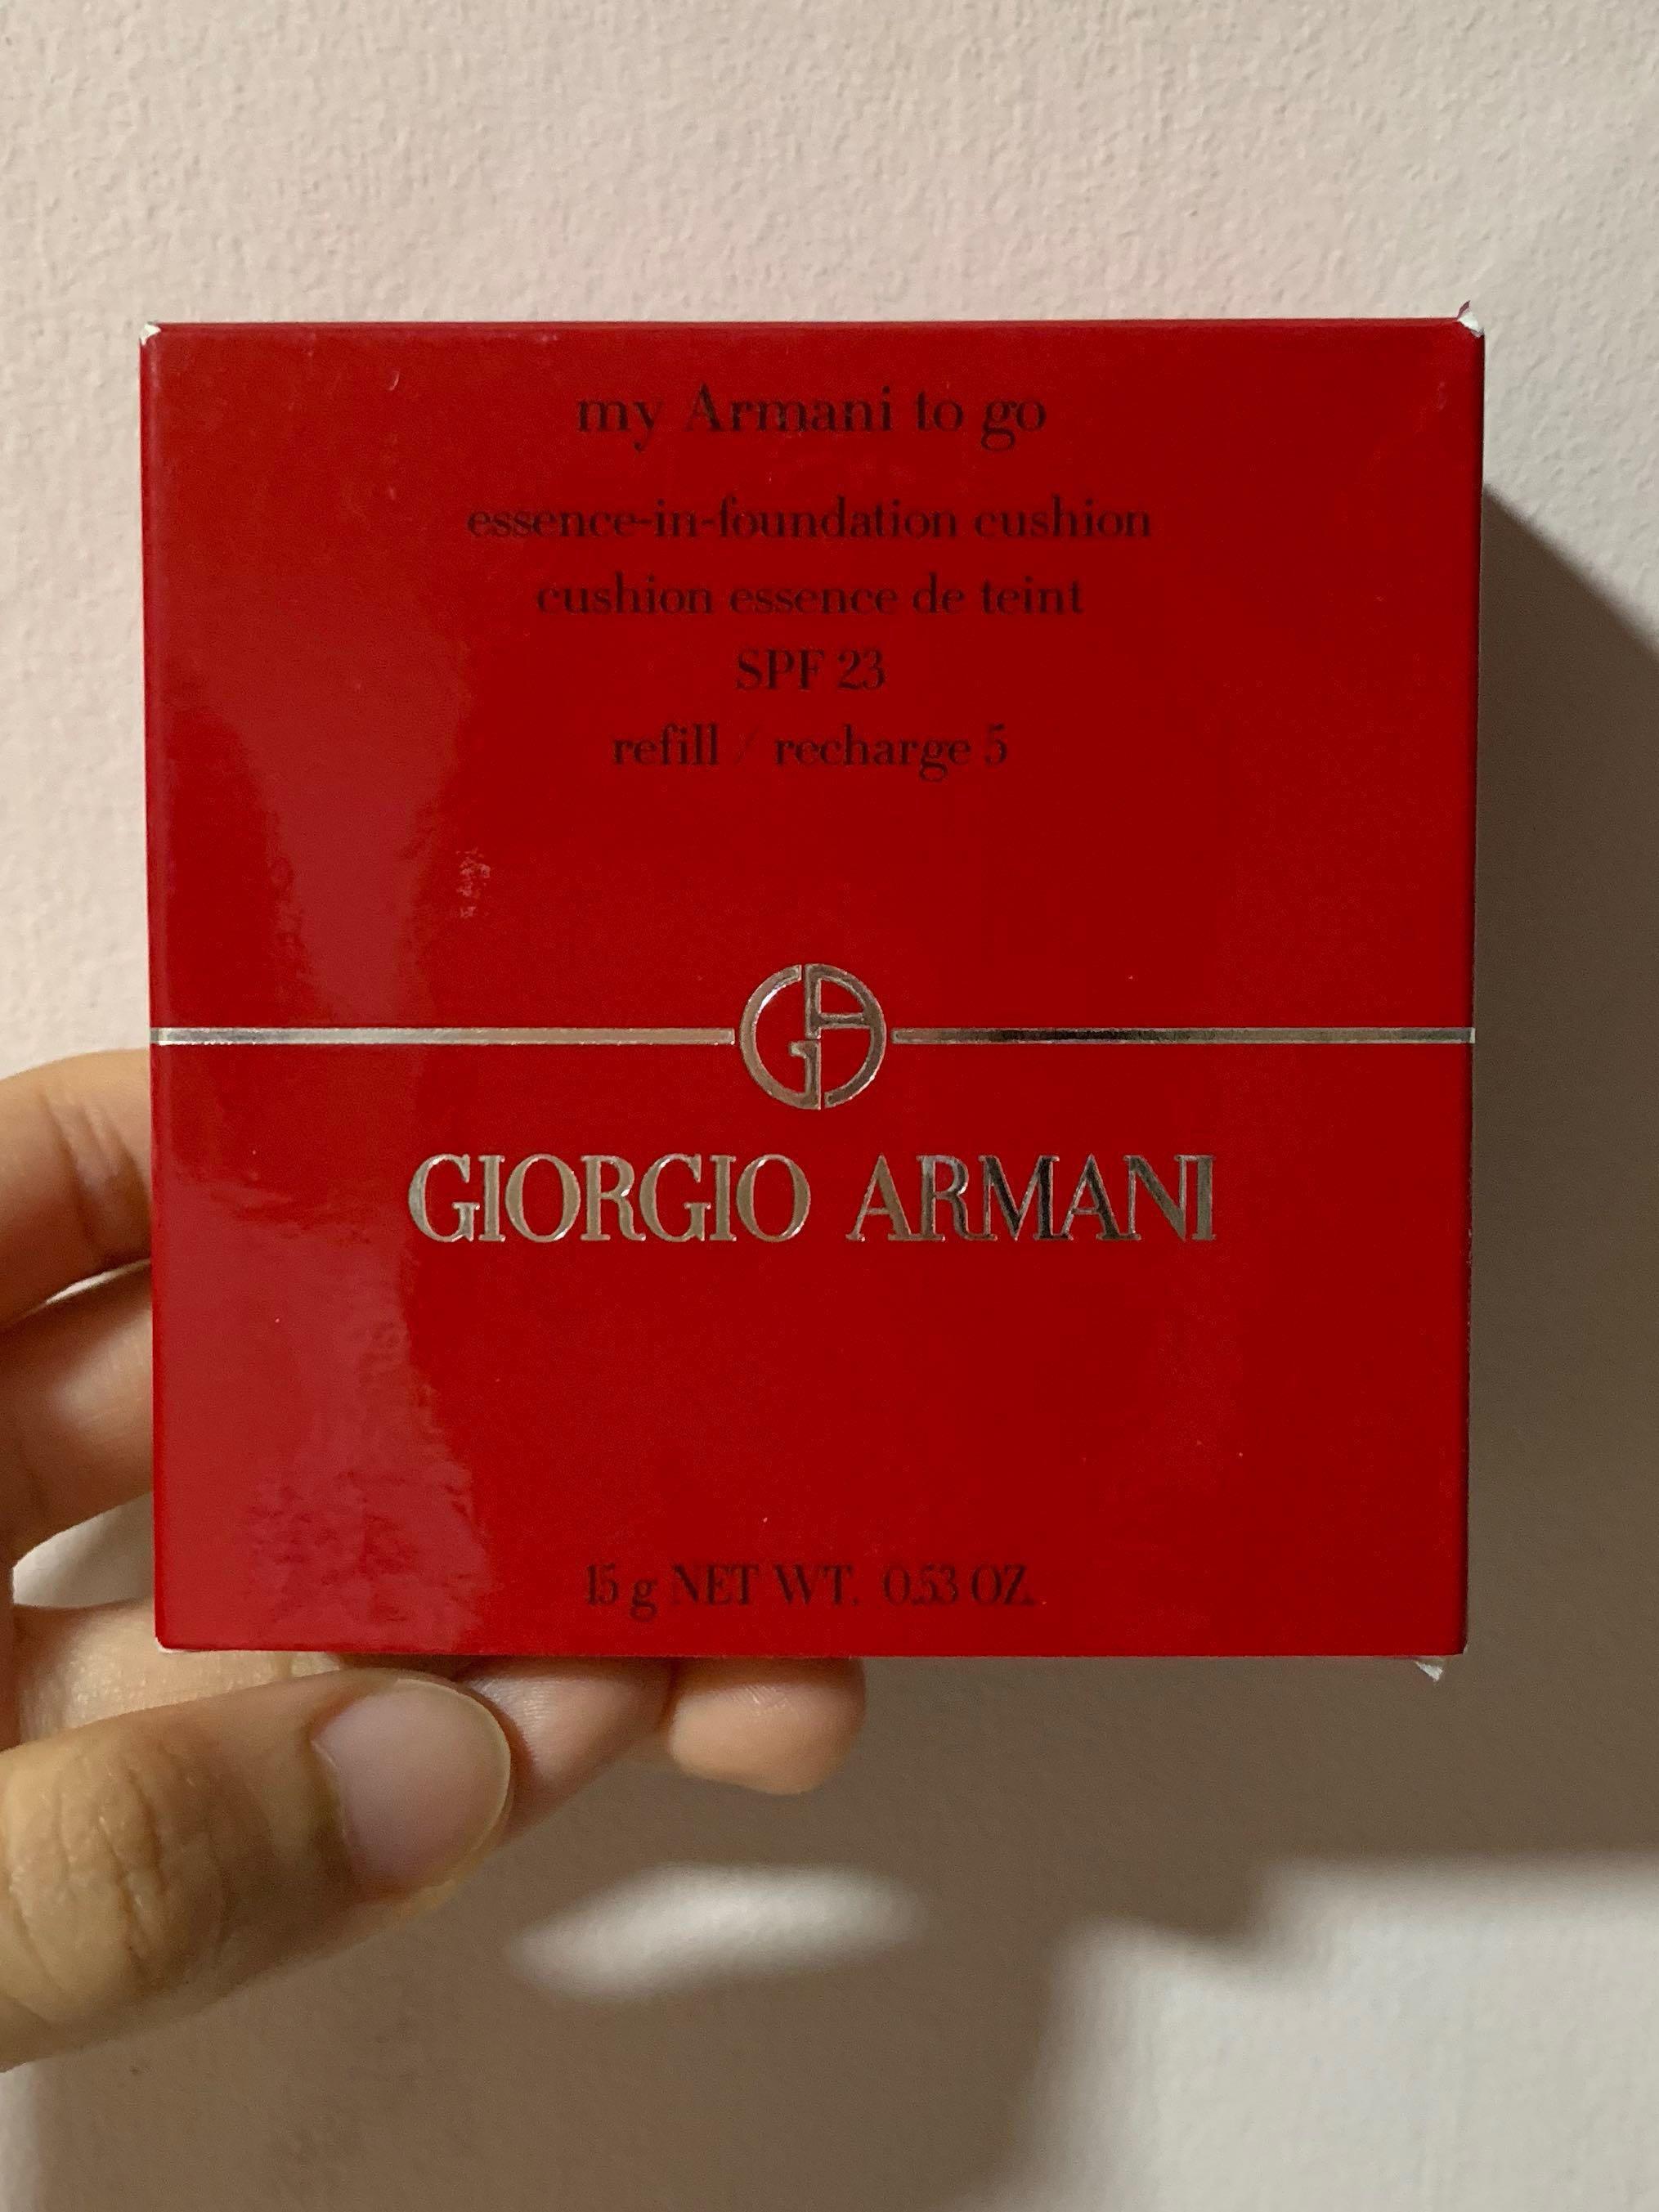 my Armani to go
essence-in-foundation cushion
cushion essence de teint
SPF 23
refill / recharge 5
GA
GIORGIO ARMANI
15 g NET WT. 0.53 OZ.